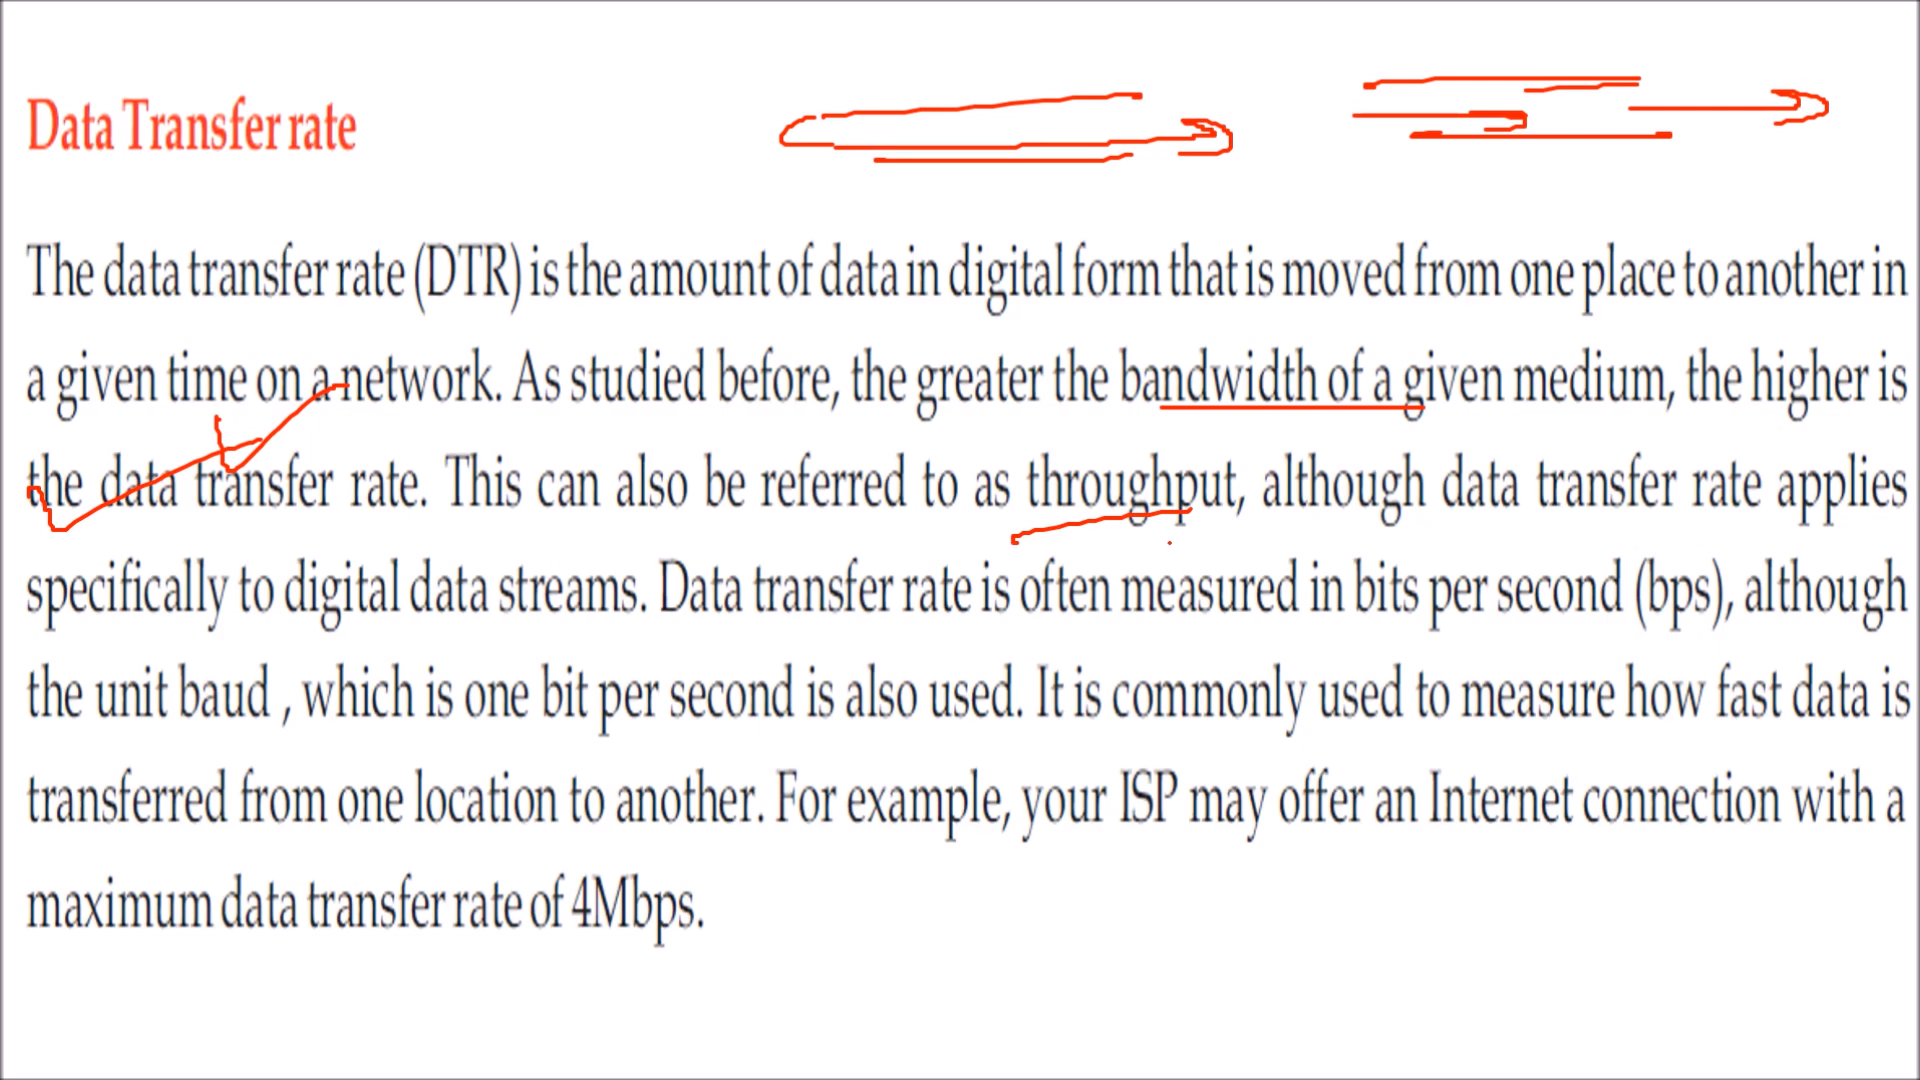 Data Transfer rate
The data transfer rate (DTR) is the amount of data in digital form that is moved from one place to another in
a given time on a network. As studied before, the greater the bandwidth of a given medium, the higher is
the data transfer rate. This can also be referred to as throughput, although data transfer rate applies
specifically to digital data streams. Data transfer rate is often measured in bits per second (bps), although
the unit baud , which is one bit per second is also used. It is commonly used to measure how fast data is
transferred from one location to another. For example, your ISP may offer an Internet connection with a
maximum data transfer rate of 4Mbps.